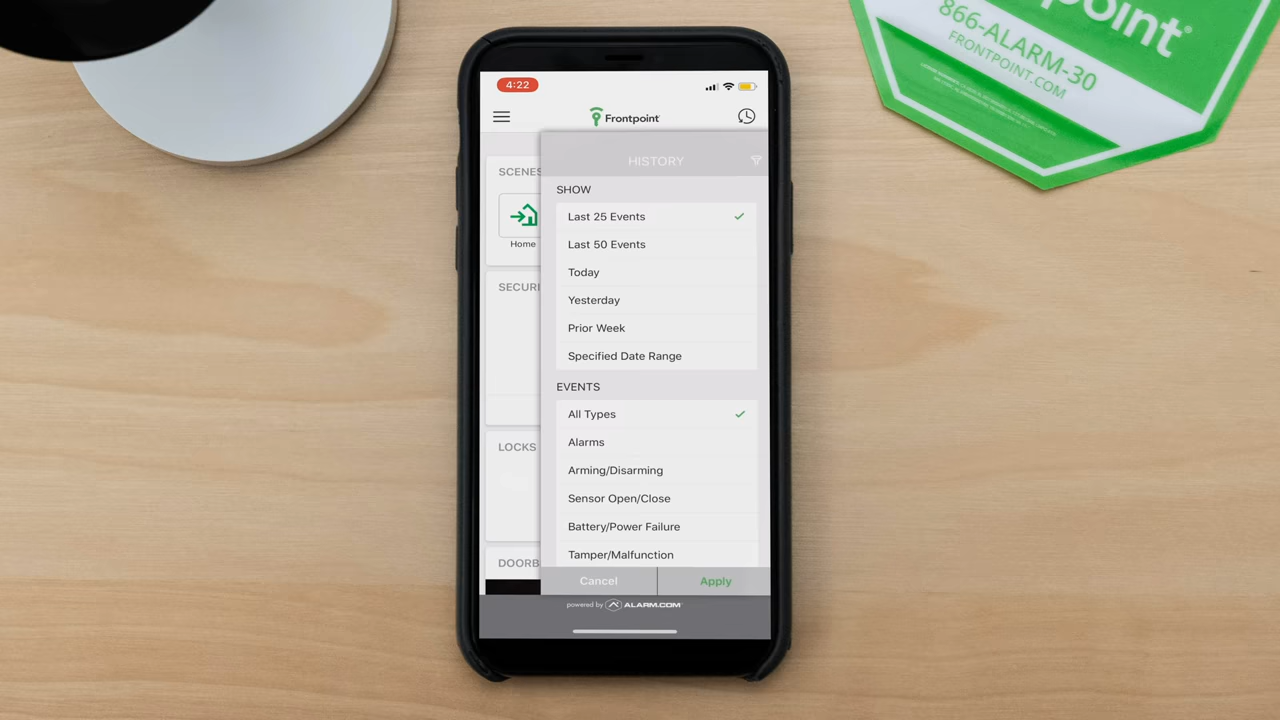 4:22
Frontpoint
HISTORY
SCENES
Home
SECURI
LOCKS
DOORB
SHOW
Last 25 Events
Last 50 Events
Today
Yesterday
Prior Week
Specified Date Range
EVENTS
All Types
Alarms
Arming/Disarming
Sensor Open/Close
Battery/Power Failure
Tamper/Malfunction
Cancel
Apply
powered by ALARM.COM
point®
866-ALARM-30
FRONTPOINT.COM